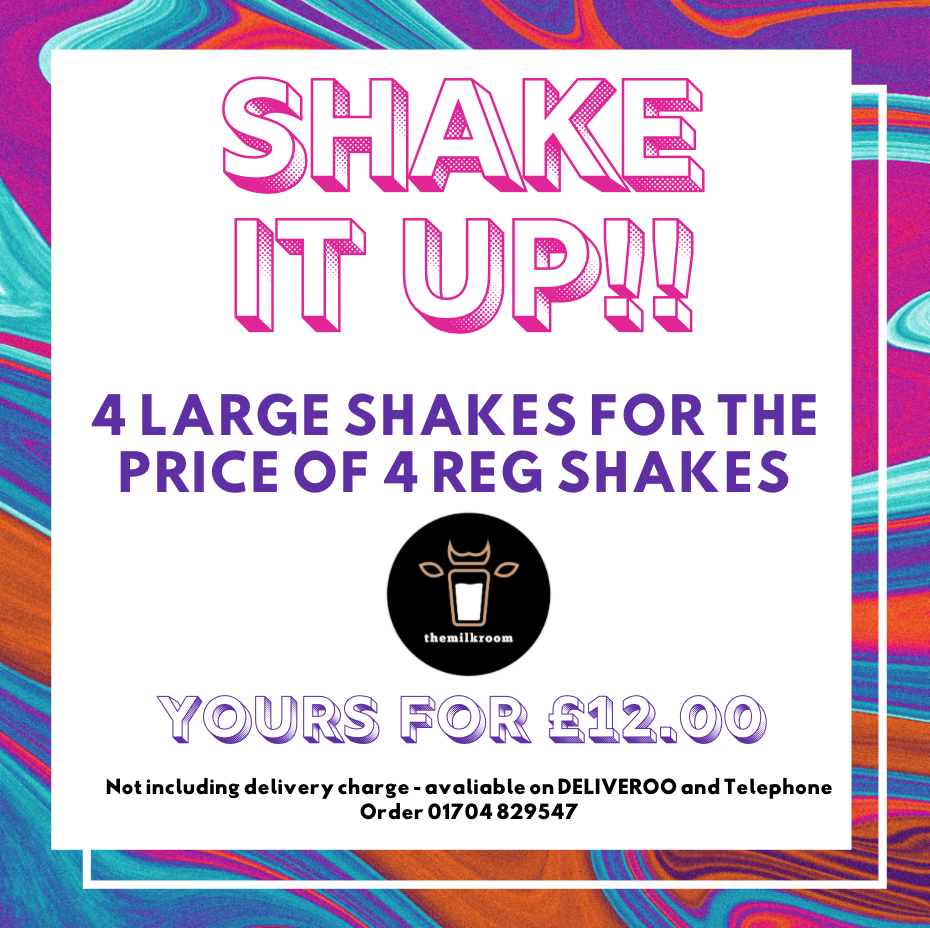 SHAKE
IT UP!!
4 LARGE SHAKES FOR THE
PRICE OF 4 REG SHAKES
themilkroom
YOURS FOR £12.00
Not including delivery charge - avaliable on DELIVEROO and Telephone
Order 01704 829547